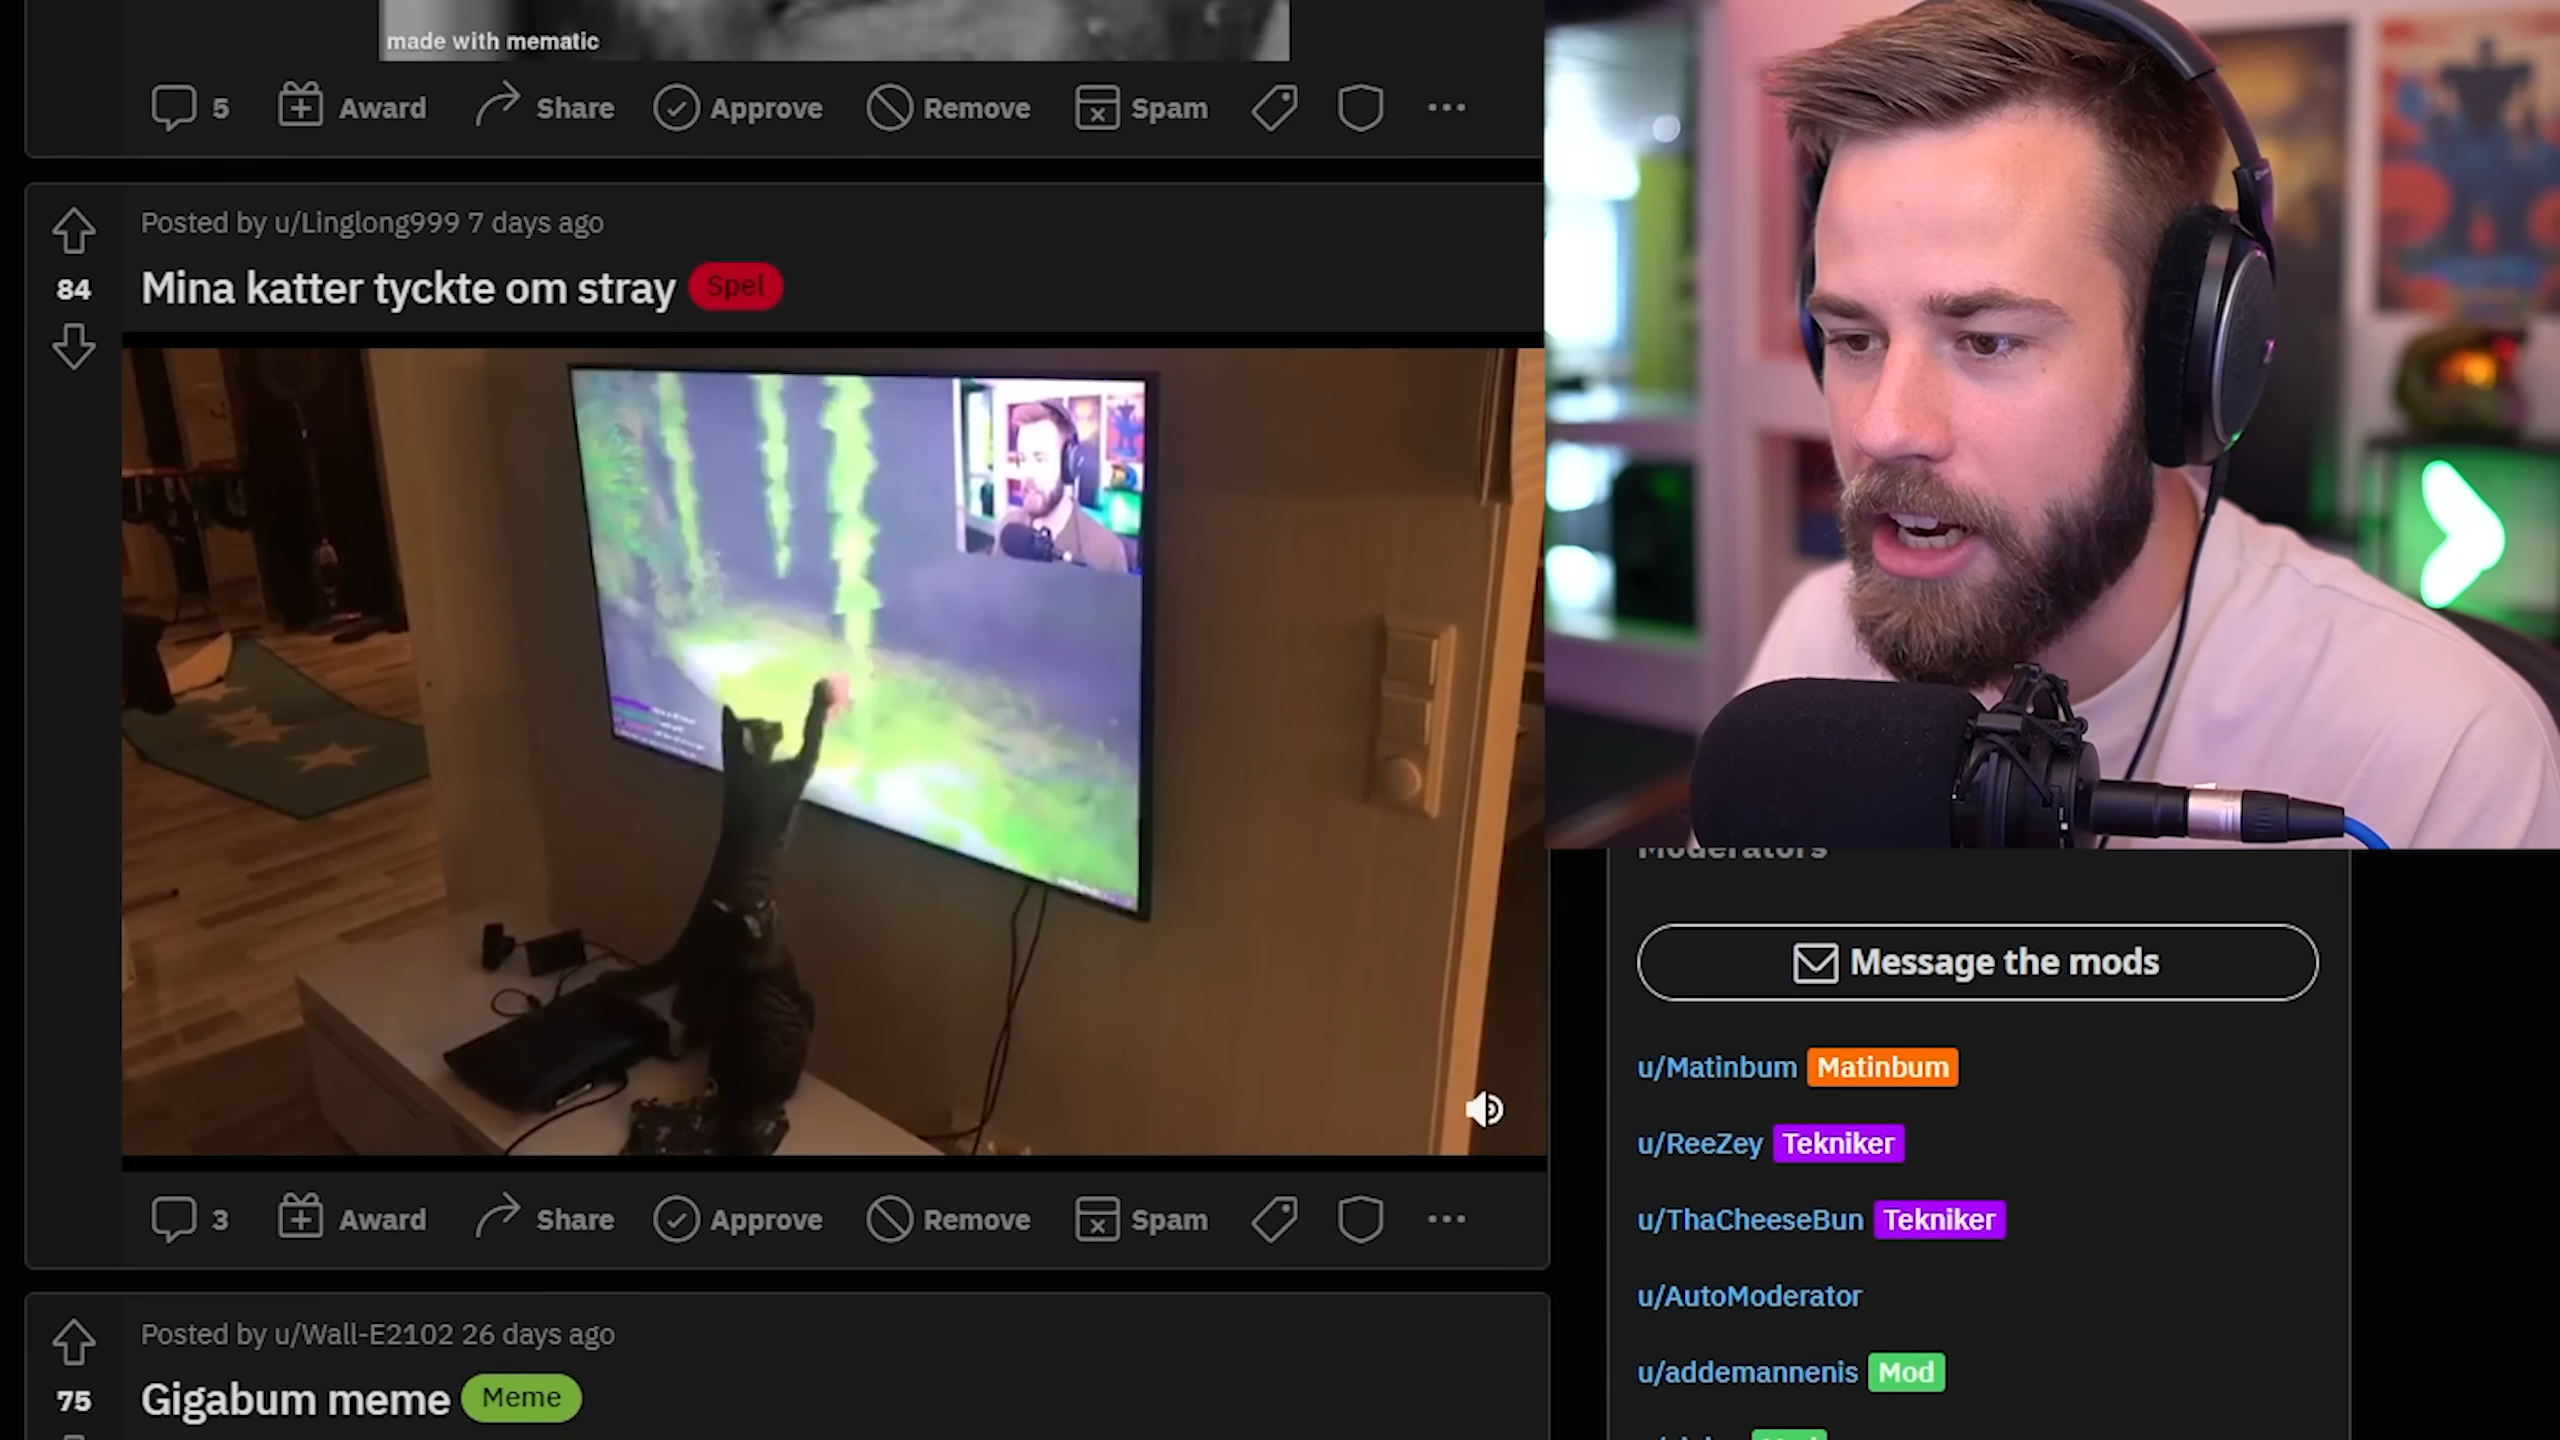 made with mematic
5 Award Share Approve Remove Spam
Posted by u/Linglong999 7 days ago
84
Mina katter tyckte om stray Spel
3 Award Share Approve Remove Spam
Posted by u/Wall-E2102 26 days ago
75
Gigabum meme Meme
Moderators
Message the mods
u/Matinbum Matinbum
u/ReeZey Tekniker
u/ThaCheeseBun Tekniker
u/AutoModerator
u/addemannenis Mod